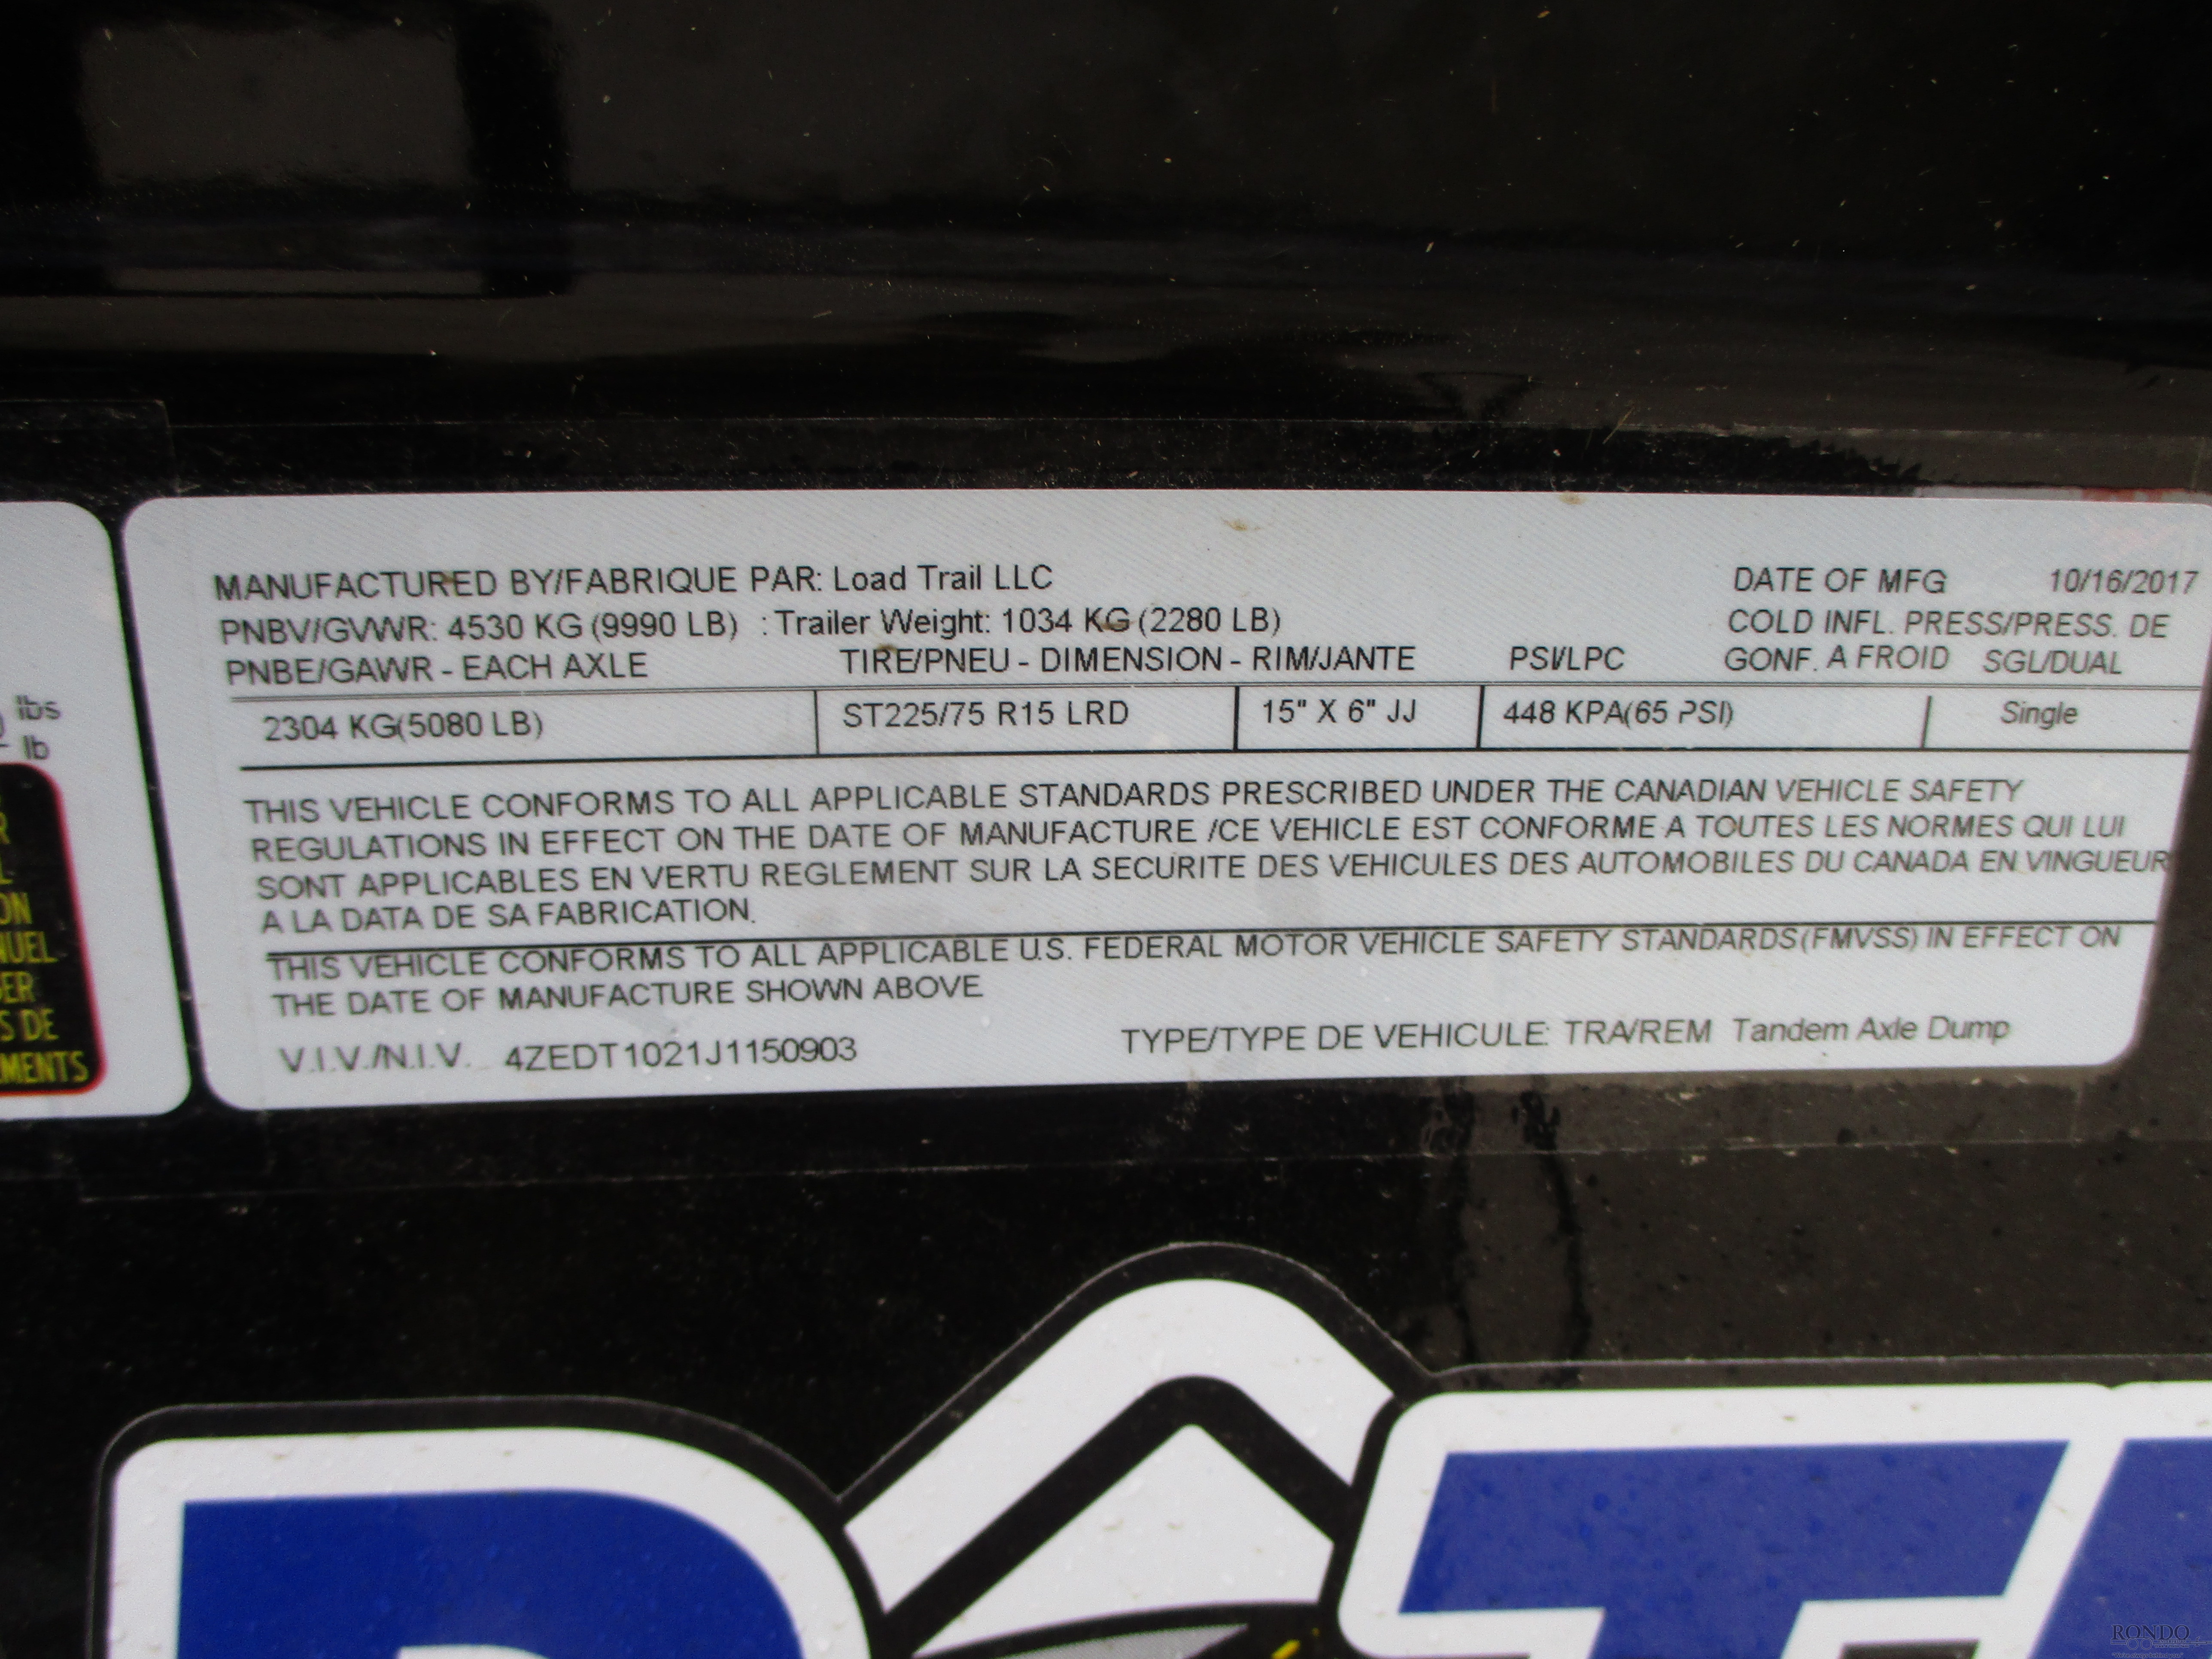 MANUFACTURED BY/FABRIQUE PAR: Load Trail LLC DATE OF MFG 10/16/2017
PNBV/GVWR: 4530 KG (9990 LB) : Trailer Weight: 1034 KG (2280 LB) COLD INFL. PRESS/PRESS. DE
PNBE/GAWR - EACH AXLE TIRE/PNEU - DIMENSION - RIM/JANTE PSI/LPC GONF. A FROID SGL/DUAL
2304 KG(5080 LB) ST225/75 R15 LRD 15" X 6" JJ 448 KPA(65 PSI) Single
THIS VEHICLE CONFORMS TO ALL APPLICABLE STANDARDS PRESCRIBED UNDER THE CANADIAN VEHICLE SAFETY
REGULATIONS IN EFFECT ON THE DATE OF MANUFACTURE /CE VEHICLE EST CONFORME A TOUTES LES NORMES QUI LUI
SONT APPLICABLES EN VERTU REGLEMENT SUR LA SECURITE DES VEHICULES DES AUTOMOBILES DU CANADA EN VINGUEUR
A LA DATA DE SA FABRICATION.
THIS VEHICLE CONFORMS TO ALL APPLICABLE U.S. FEDERAL MOTOR VEHICLE SAFETY STANDARDS(FMVSS) IN EFFECT ON
THE DATE OF MANUFACTURE SHOWN ABOVE
V.I.V./N.I.V. 4ZEDT1021J1150903 TYPE/TYPE DE VEHICULE: TRA/REM Tandem Axle Dump
lbs
lb
S DE
RONDO